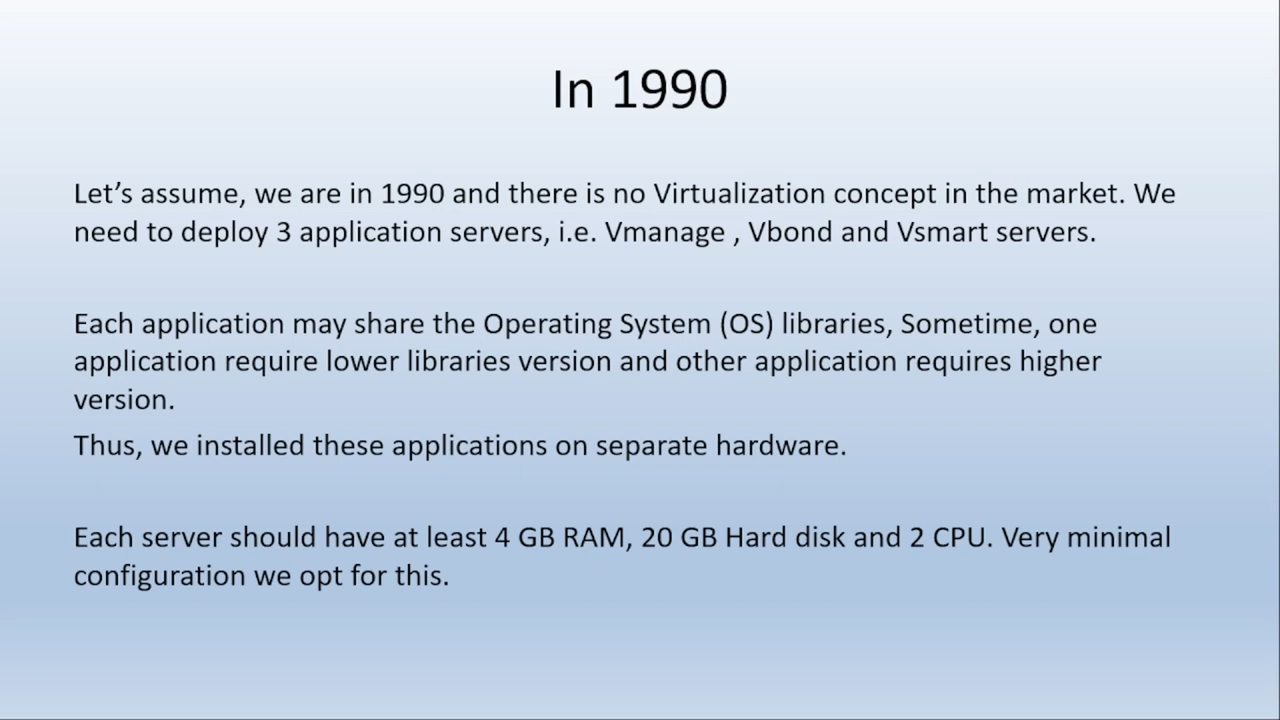 In 1990
Let’s assume, we are in 1990 and there is no Virtualization concept in the market. We
need to deploy 3 application servers, i.e. Vmanage , Vbond and Vsmart servers.
Each application may share the Operating System (OS) libraries, Sometime, one
application require lower libraries version and other application requires higher
version.
Thus, we installed these applications on separate hardware.
Each server should have at least 4 GB RAM, 20 GB Hard disk and 2 CPU. Very minimal
configuration we opt for this.